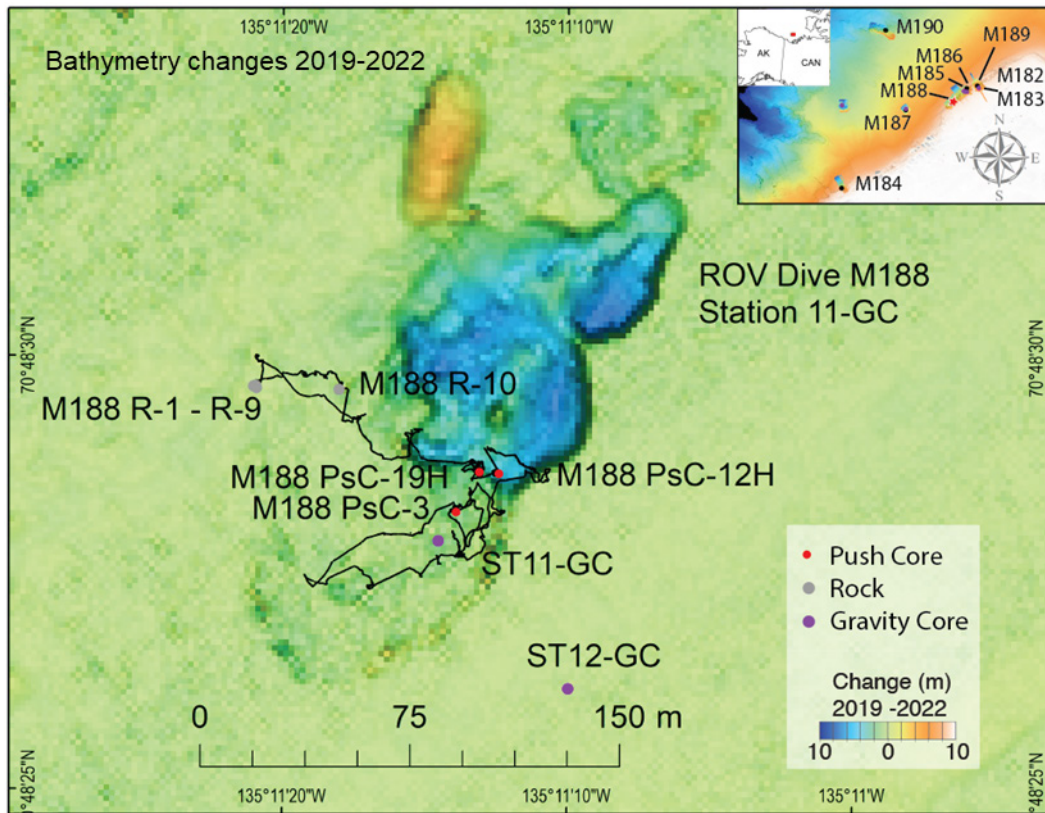 135°11'20"W
135°11'10"W
Bathymetry changes 2019-2022
AK
CAN
M190
M189
M186
M185
M188
M182
M183
M187
M184
N
W
E
S
ROV Dive M188
Station 11-GC
70°48'30"N
70°48'30"N
M188 R-10
M188 R-1 - R-9
M188 PsC-19H
M188 PsC-12H
M188 PsC-3
ST11-GC
Push Core
Rock
Gravity Core
ST12-GC
0
75
150 m
Change (m)
2019 -2022
10
0
10
70°48'25"N
0°48'25"N
135°11'20"W
135°11'10"W
135°11'W